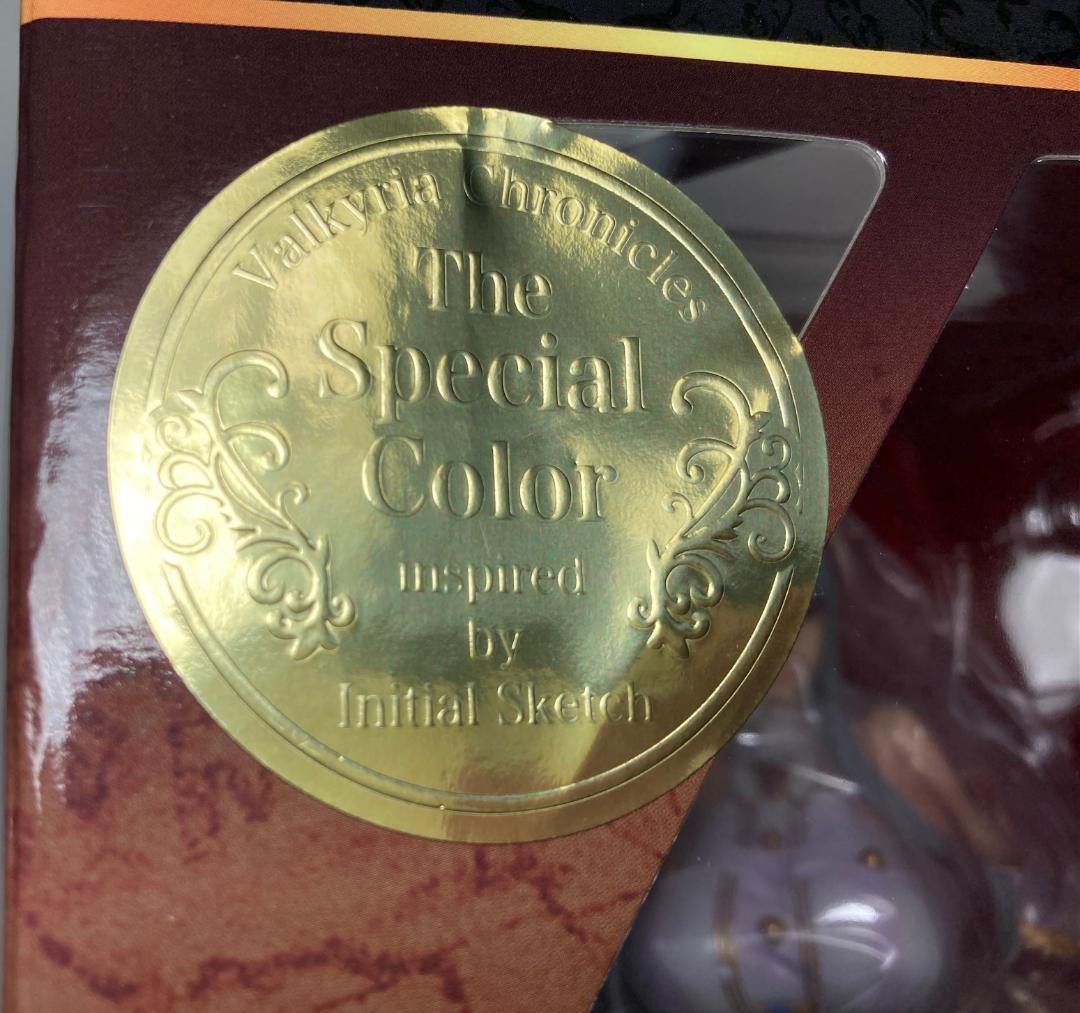 Valkyria Chronicles
The
Special
Color
inspired
by
Initial Sketch